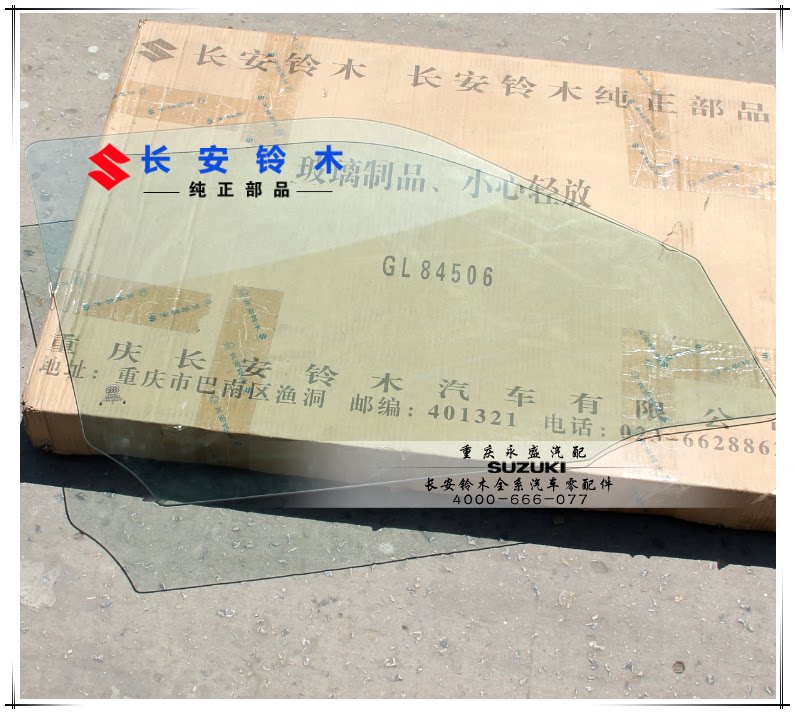 长安铃木 长安铃木纯正部品
长安铃木
纯正部品
玻璃制品、小心轻放
GL84506
重庆长安铃木汽车有限公
地址：重庆市巴南区渔洞 邮编：401321 电话：023-662886
重庆永盛汽配
SUZUKI
长安铃木全系汽车零配件
4000-666-077